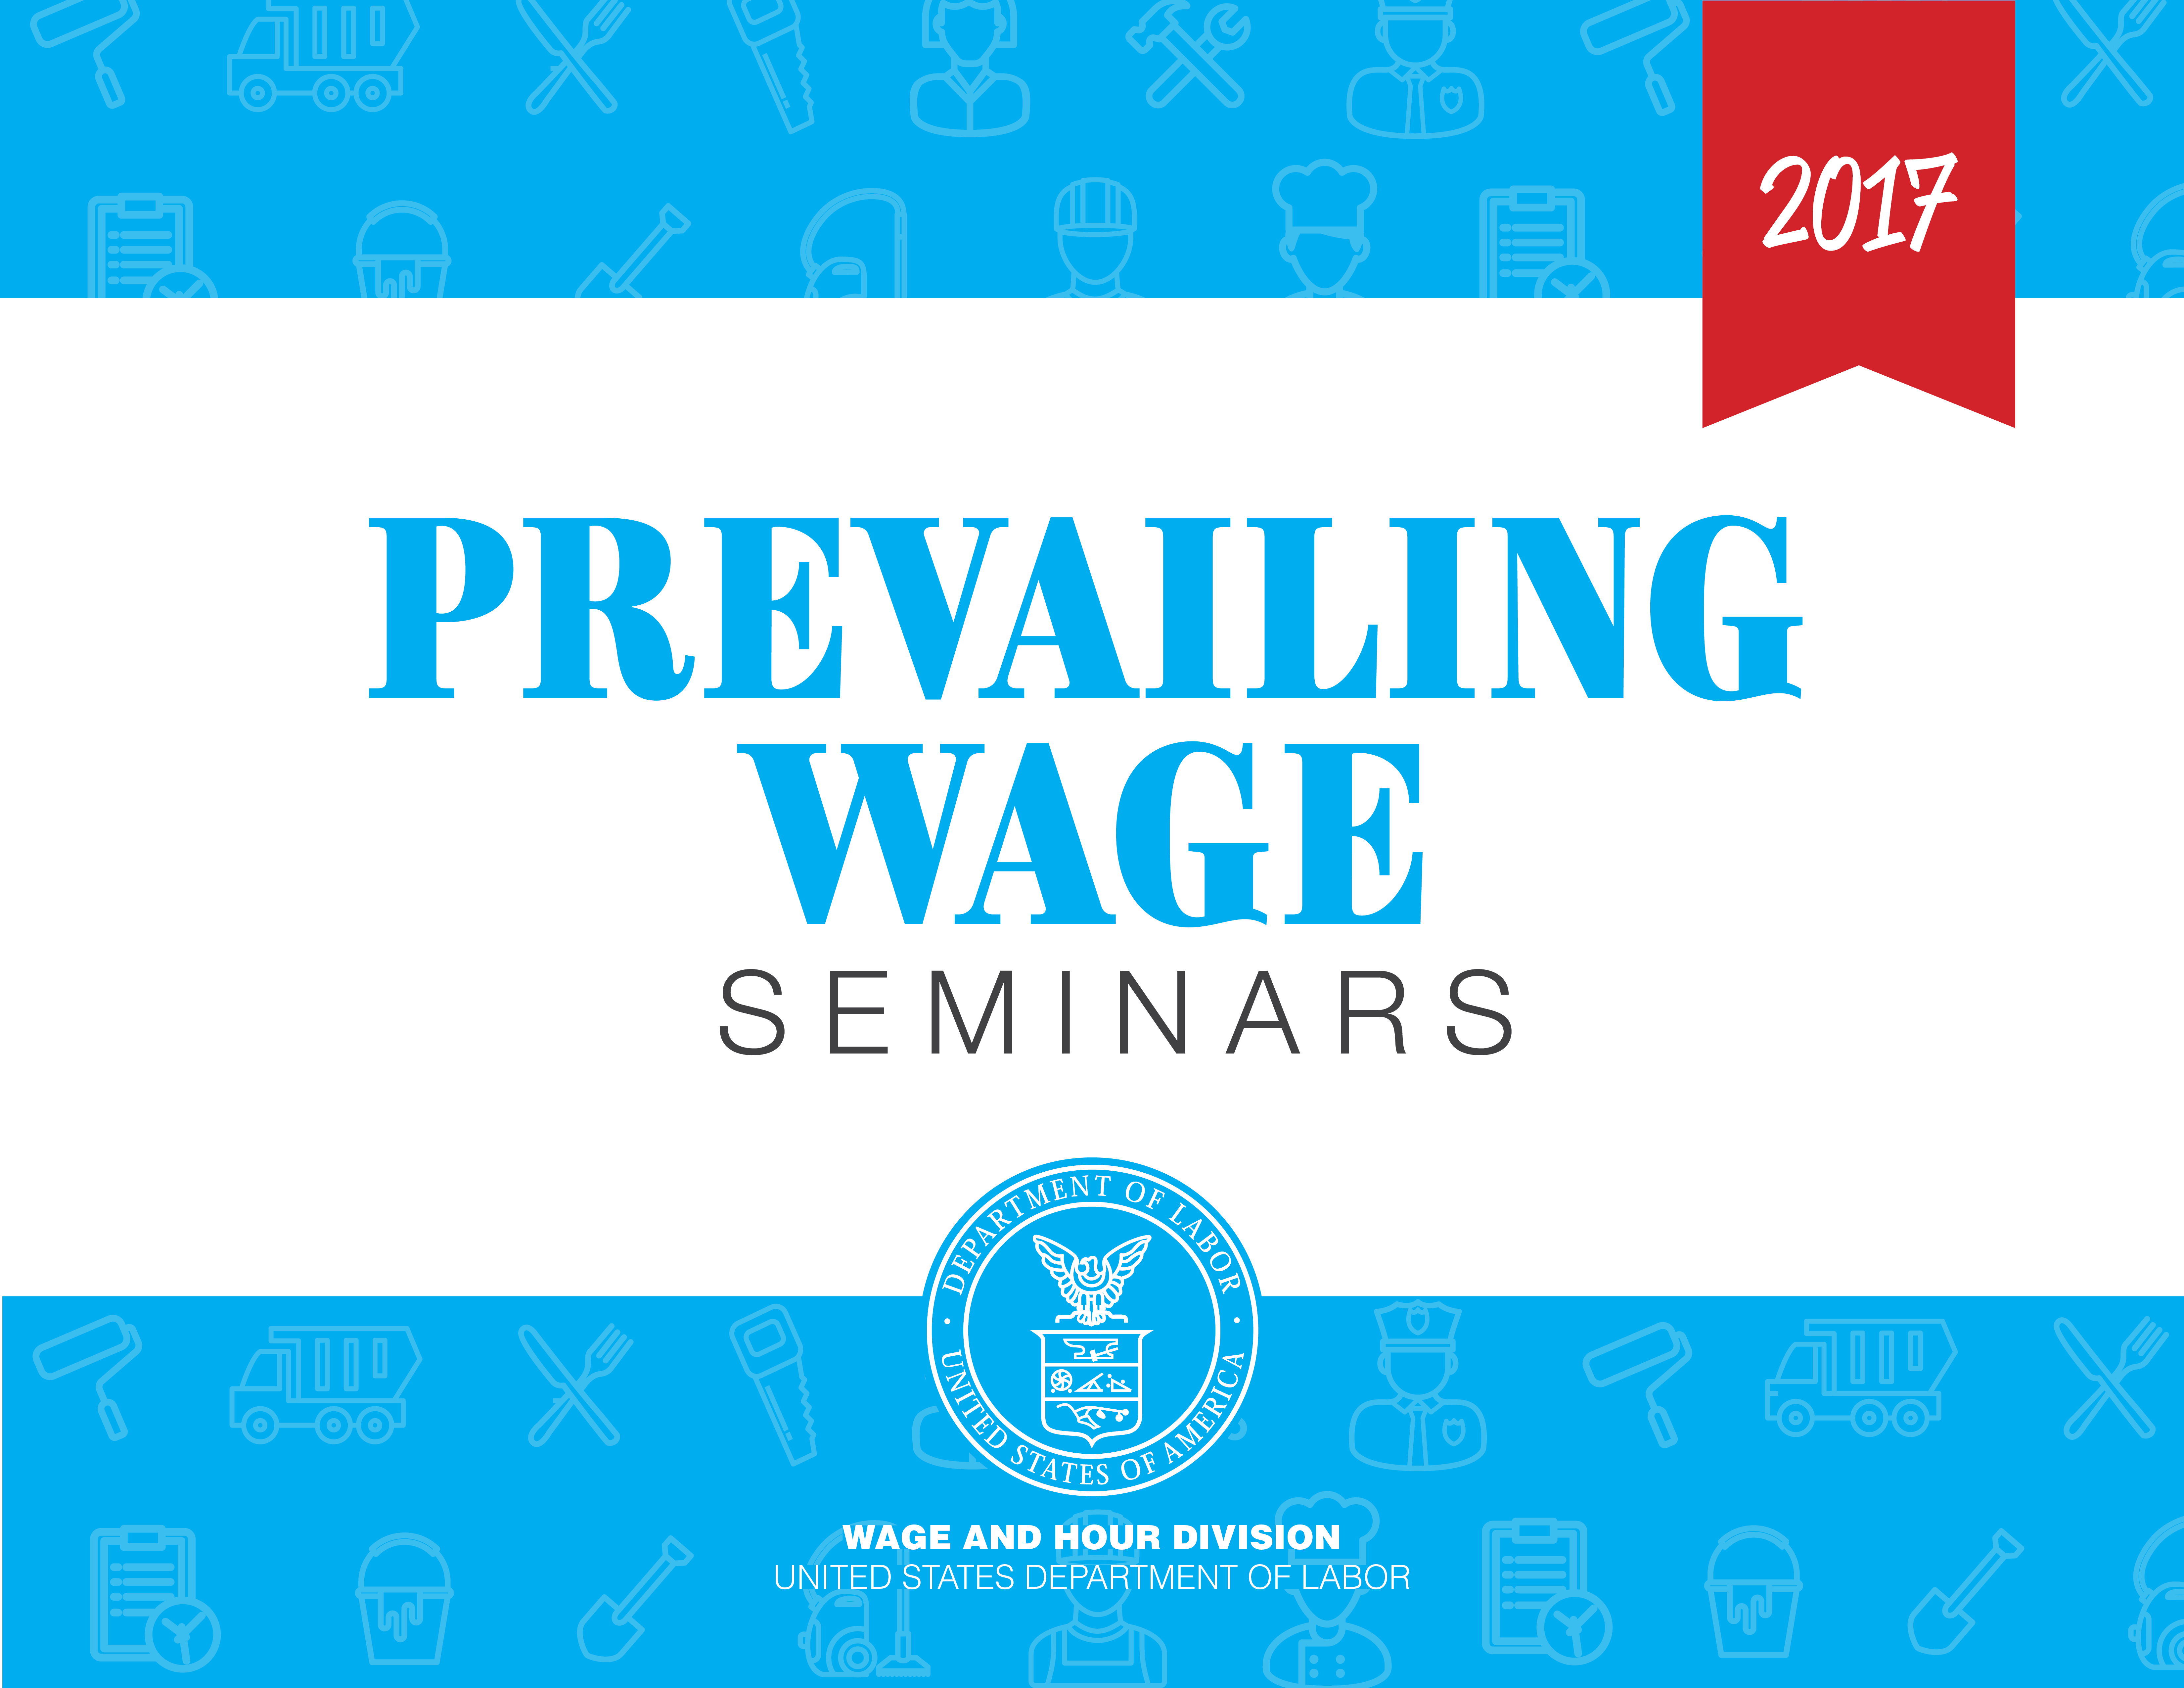 2017
PREVAILING
WAGE
SEMINARS
DEPARTMENT OF LABOR
UNITED STATES OF AMERICA
WAGE AND HOUR DIVISION
UNITED STATES DEPARTMENT OF LABOR